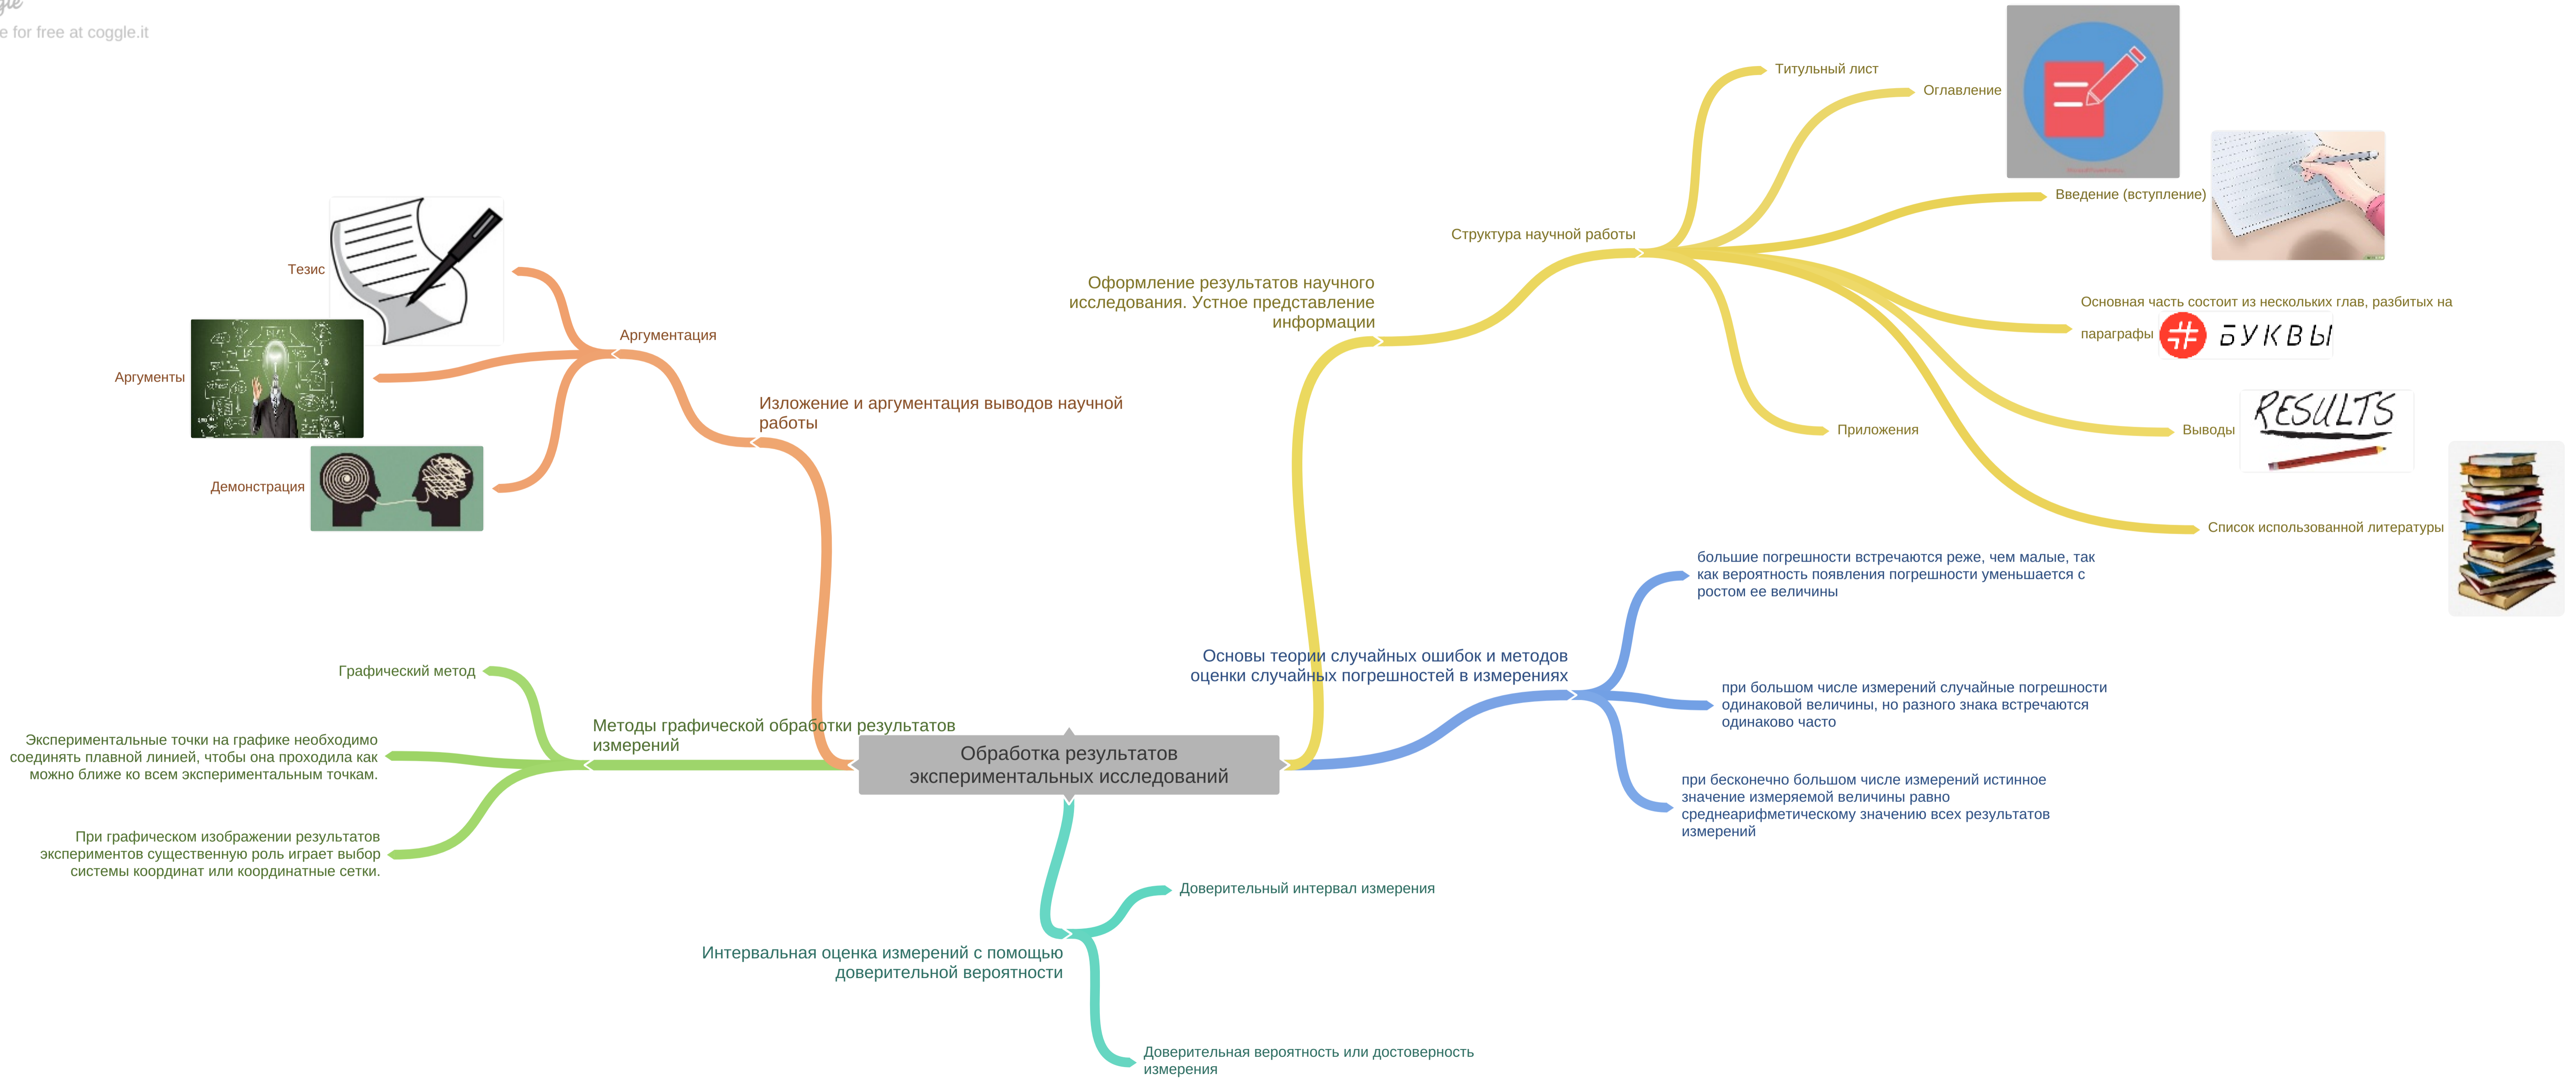 e for free at coggle.it
Титульный лист
Оглавление
Введение (вступление)
Структура научной работы
Оформление результатов научного
исследования. Устное представление
информации
Основная часть состоит из нескольких глав, разбитых на
параграфы
БУКВЫ
Приложения
Выводы
RESULTS
Список использованной литературы
Тезис
Аргументация
Аргументы
Демонстрация
Изложение и аргументация выводов научной
работы
большие погрешности встречаются реже, чем малые, так
как вероятность появления погрешности уменьшается с
ростом ее величины
Основы теории случайных ошибок и методов
оценки случайных погрешностей в измерениях
при большом числе измерений случайные погрешности
одинаковой величины, но разного знака встречаются
одинаково часто
при бесконечно большом числе измерений истинное
значение измеряемой величины равно
среднеарифметическому значению всех результатов
измерений
Графический метод
Методы графической обработки результатов
измерений
Экспериментальные точки на графике необходимо
соединять плавной линией, чтобы она проходила как
можно ближе ко всем экспериментальным точкам.
При графическом изображении результатов
экспериментов существенную роль играет выбор
системы координат или координатные сетки.
Обработка результатов
экспериментальных исследований
Доверительный интервал измерения
Интервальная оценка измерений с помощью
доверительной вероятности
Доверительная вероятность или достоверность
измерения